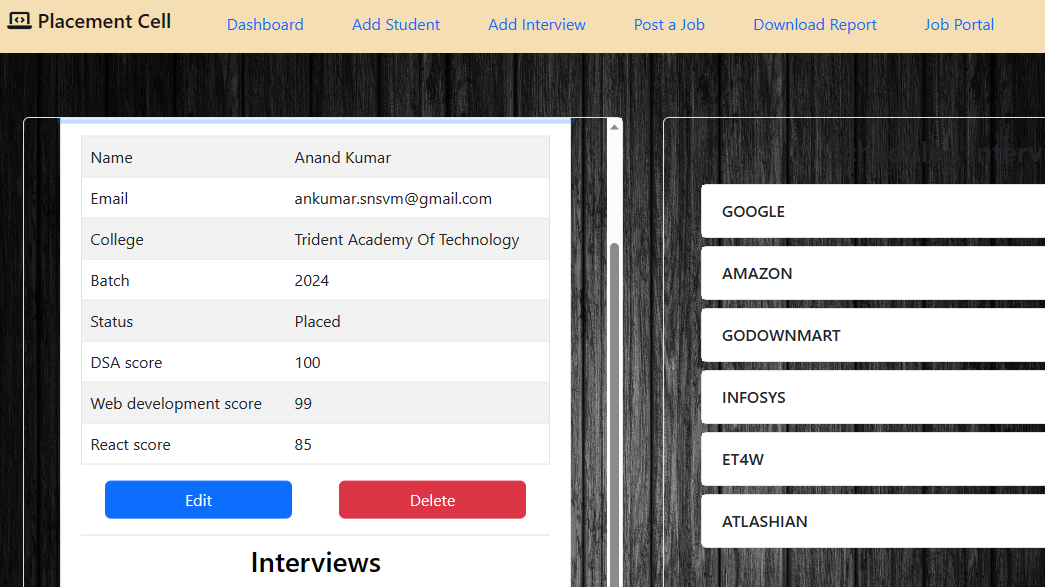 Placement Cell Dashboard Add Student Add Interview Post a Job Download Report Job Portal
Name Anand Kumar
Email ankumar.snsvm@gmail.com
College Trident Academy Of Technology
Batch 2024
Status Placed
DSA score 100
Web development score 99
React score 85
Edit Delete
Interviews
GOOGLE
AMAZON
GODOWNMART
INFOSYS
ET4W
ATLASHIAN